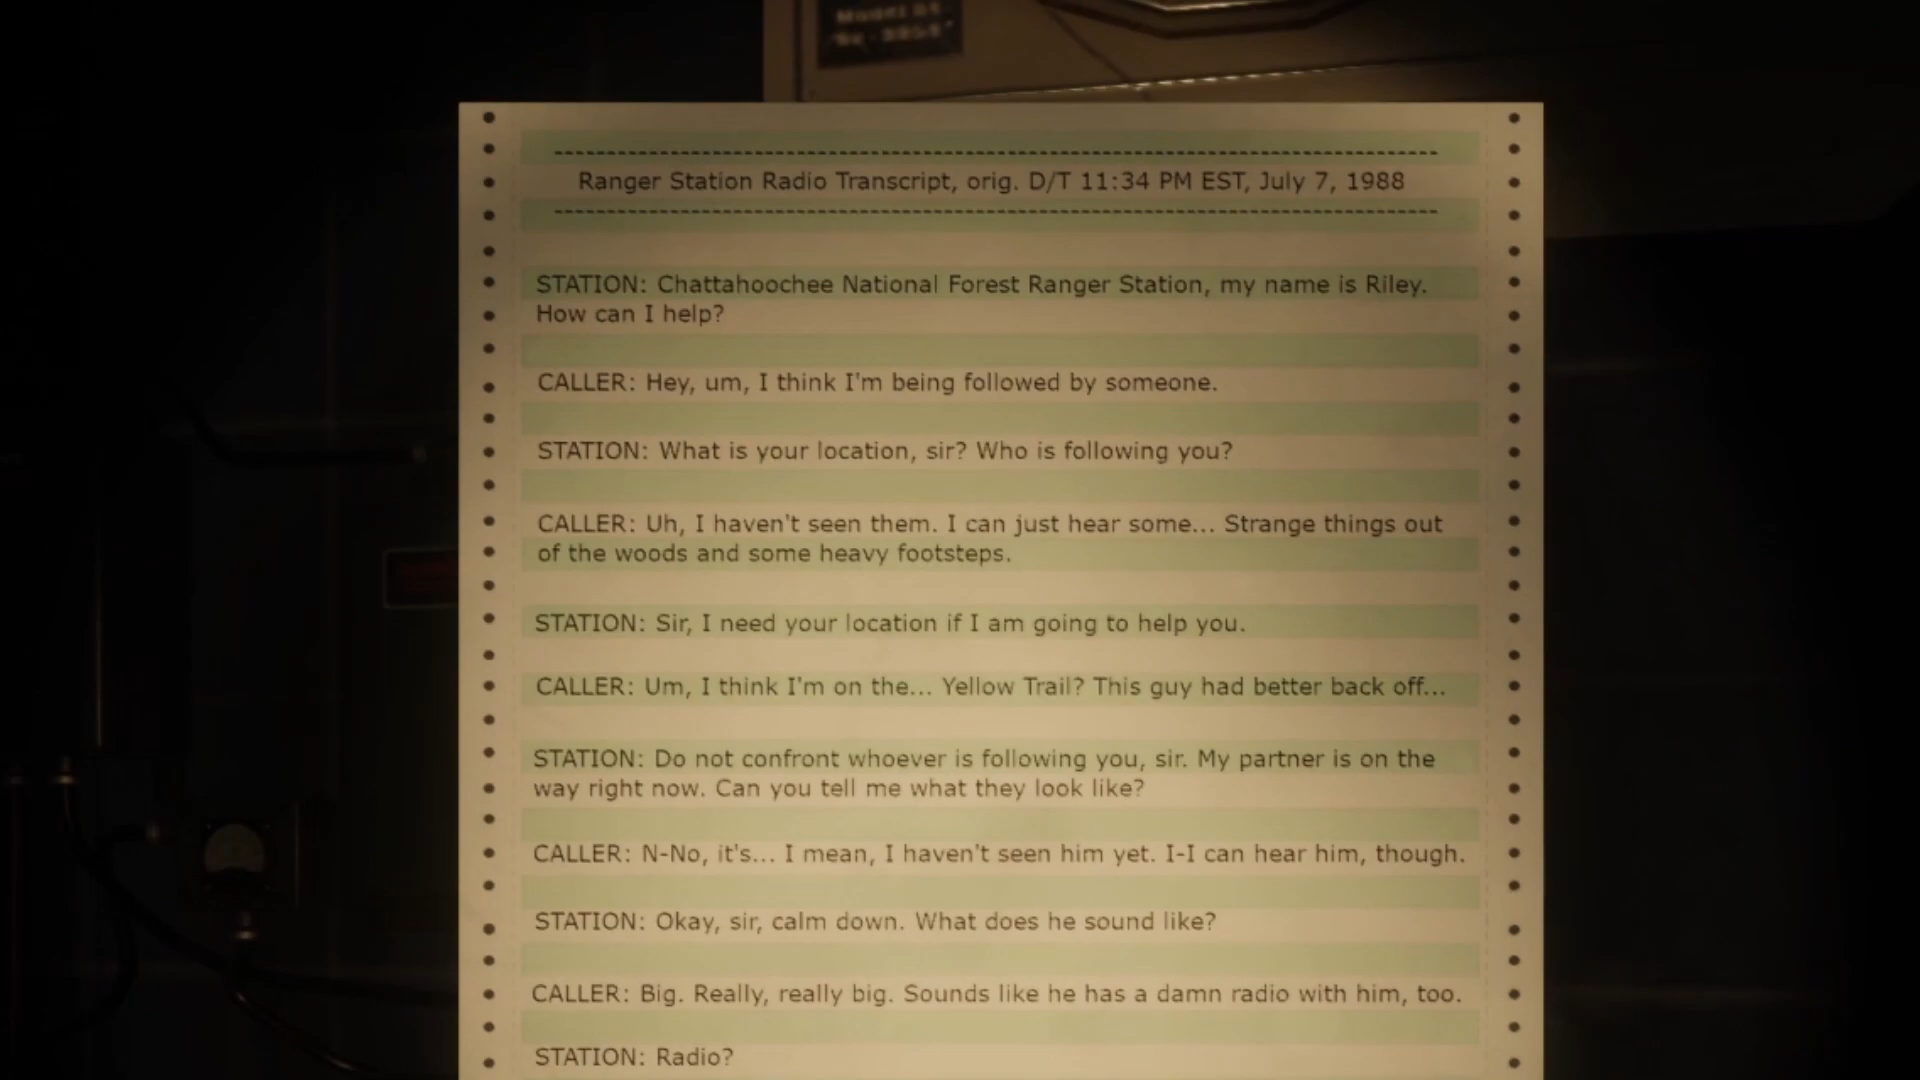 --------------------------------------------------------------------------------
Ranger Station Radio Transcript, orig. D/T 11:34 PM EST, July 7, 1988
--------------------------------------------------------------------------------
STATION: Chattahoochee National Forest Ranger Station, my name is Riley.
How can I help?
CALLER: Hey, um, I think I'm being followed by someone.
STATION: What is your location, sir? Who is following you?
CALLER: Uh, I haven't seen them. I can just hear some... Strange things out
of the woods and some heavy footsteps.
STATION: Sir, I need your location if I am going to help you.
CALLER: Um, I think I'm on the... Yellow Trail? This guy had better back off...
STATION: Do not confront whoever is following you, sir. My partner is on the
way right now. Can you tell me what they look like?
CALLER: N-No, it's... I mean, I haven't seen him yet. I-I can hear him, though.
STATION: Okay, sir, calm down. What does he sound like?
CALLER: Big. Really, really big. Sounds like he has a damn radio with him, too.
STATION: Radio?